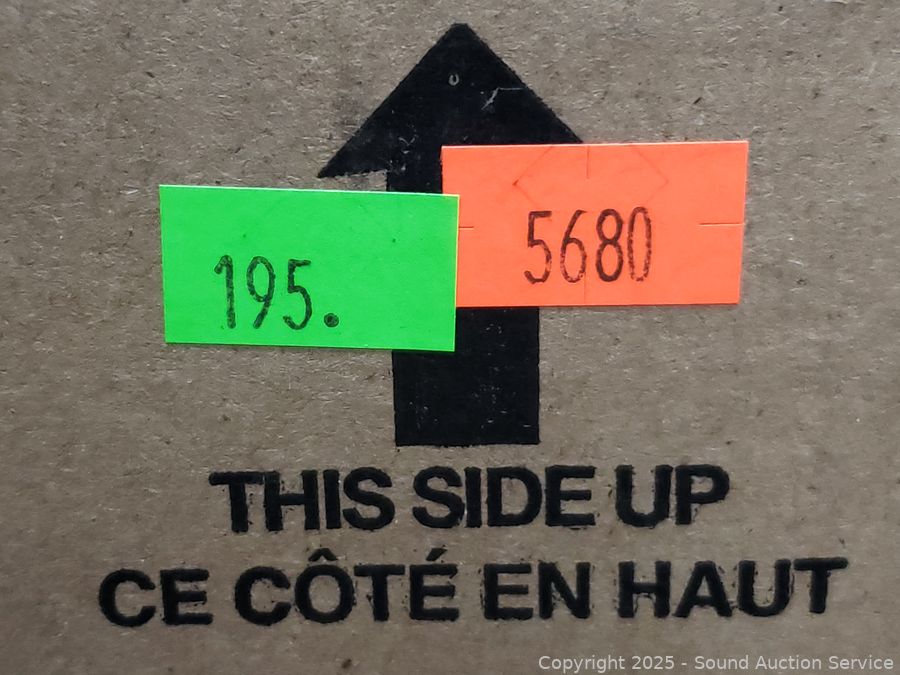 195.
5680
THIS SIDE UP
CE CÔTÉ EN HAUT
Copyright 2025 - Sound Auction Service